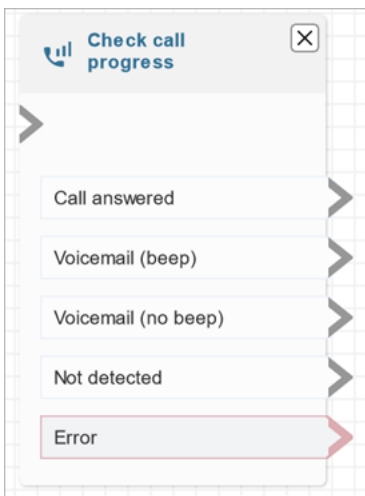 Check call
progress
Call answered
Voicemail (beep)
Voicemail (no beep)
Not detected
Error